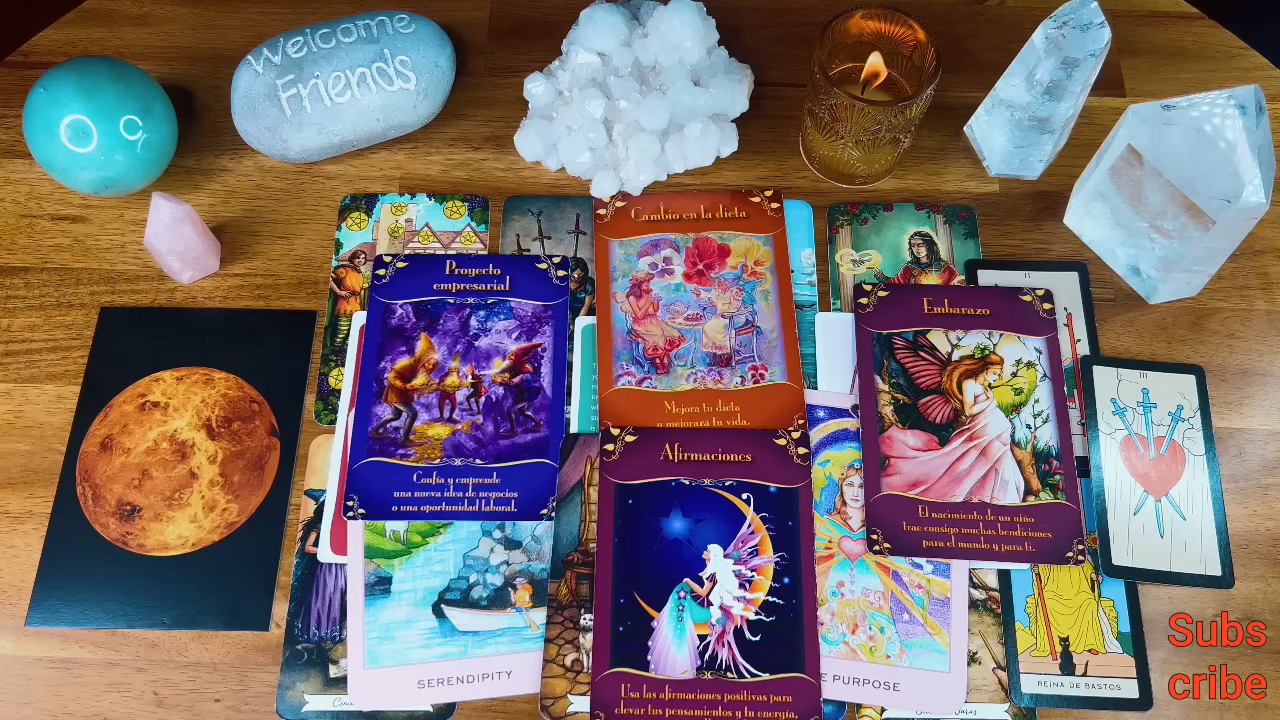 Welcome
Friends
Cambio en la dieta
Mejora tu dieta
y mejorará tu vida.
Proyecto
empresarial
Confía y emprende
una nueva idea de negocios
o una oportunidad laboral.
Embarazo
El nacimiento de un niño
trae consigo muchas bendiciones
para el mundo y para ti.
II
III
Afirmaciones
Usa las afirmaciones positivas para
elevar tus pensamientos y tu energía,
SERENDIPITY
E PURPOSE
REINA DE BASTOS
Subs
cribe